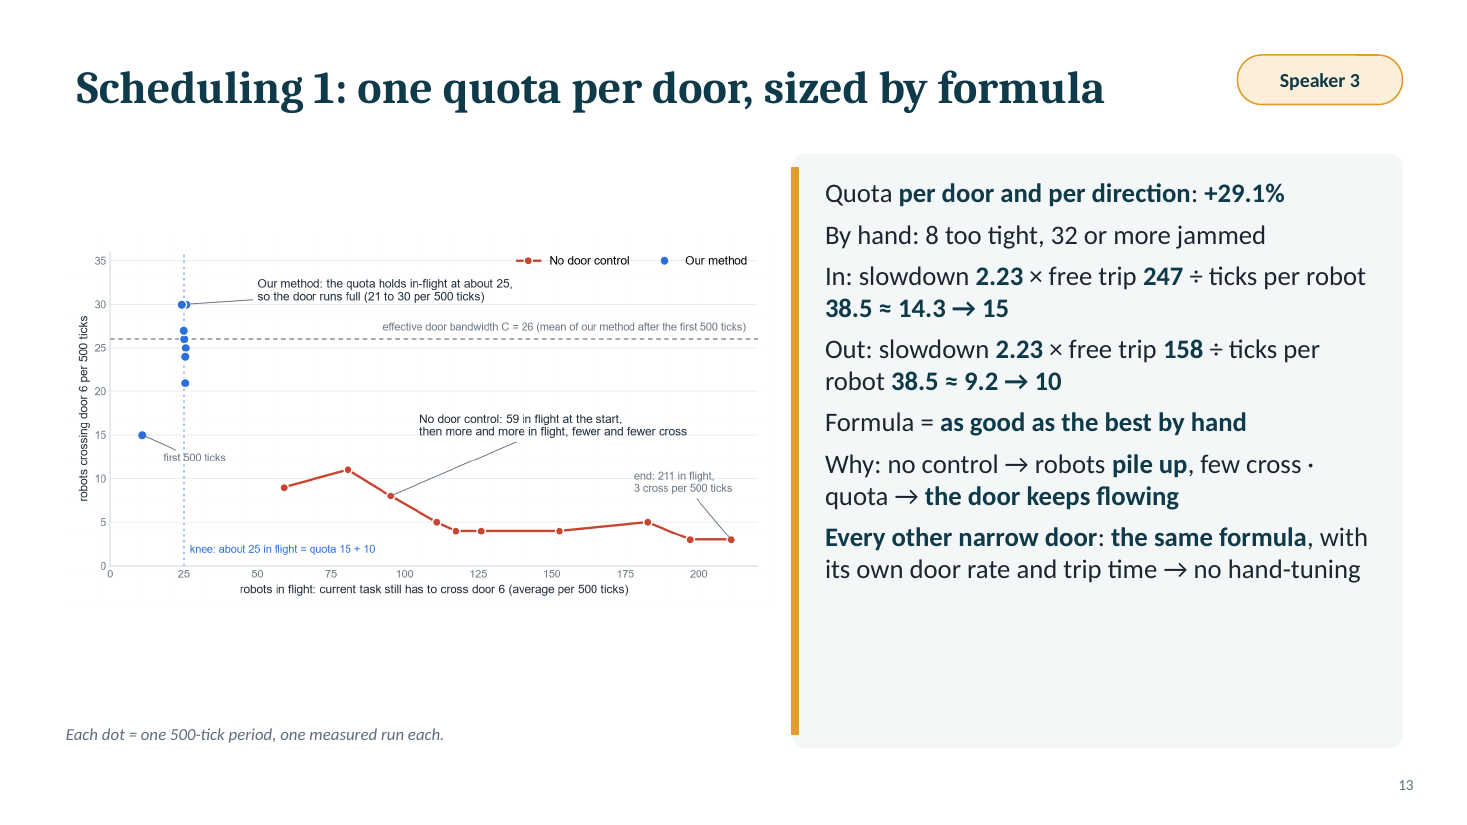 Scheduling 1: one quota per door, sized by formula
Speaker 3
35
30
25
20
15
10
5
0
robots crossing door 6 per 500 ticks
No door control
Our method
Our method: the quota holds in-flight at about 25,
so the door runs full (21 to 30 per 500 ticks)
effective door bandwidth C = 26 (mean of our method after the first 500 ticks)
No door control: 59 in flight at the start,
then more and more in flight, fewer and fewer cross
first 500 ticks
end: 211 in flight,
3 cross per 500 ticks
knee: about 25 in flight = quota 15 + 10
0 25 50 75 100 125 150 175 200
robots in flight: current task still has to cross door 6 (average per 500 ticks)
Each dot = one 500-tick period, one measured run each.
Quota per door and per direction: +29.1%
By hand: 8 too tight, 32 or more jammed
In: slowdown 2.23 × free trip 247 ÷ ticks per robot
38.5 ≈ 14.3 → 15
Out: slowdown 2.23 × free trip 158 ÷ ticks per
robot 38.5 ≈ 9.2 → 10
Formula = as good as the best by hand
Why: no control → robots pile up, few cross ·
quota → the door keeps flowing
Every other narrow door: the same formula, with
its own door rate and trip time → no hand-tuning
13